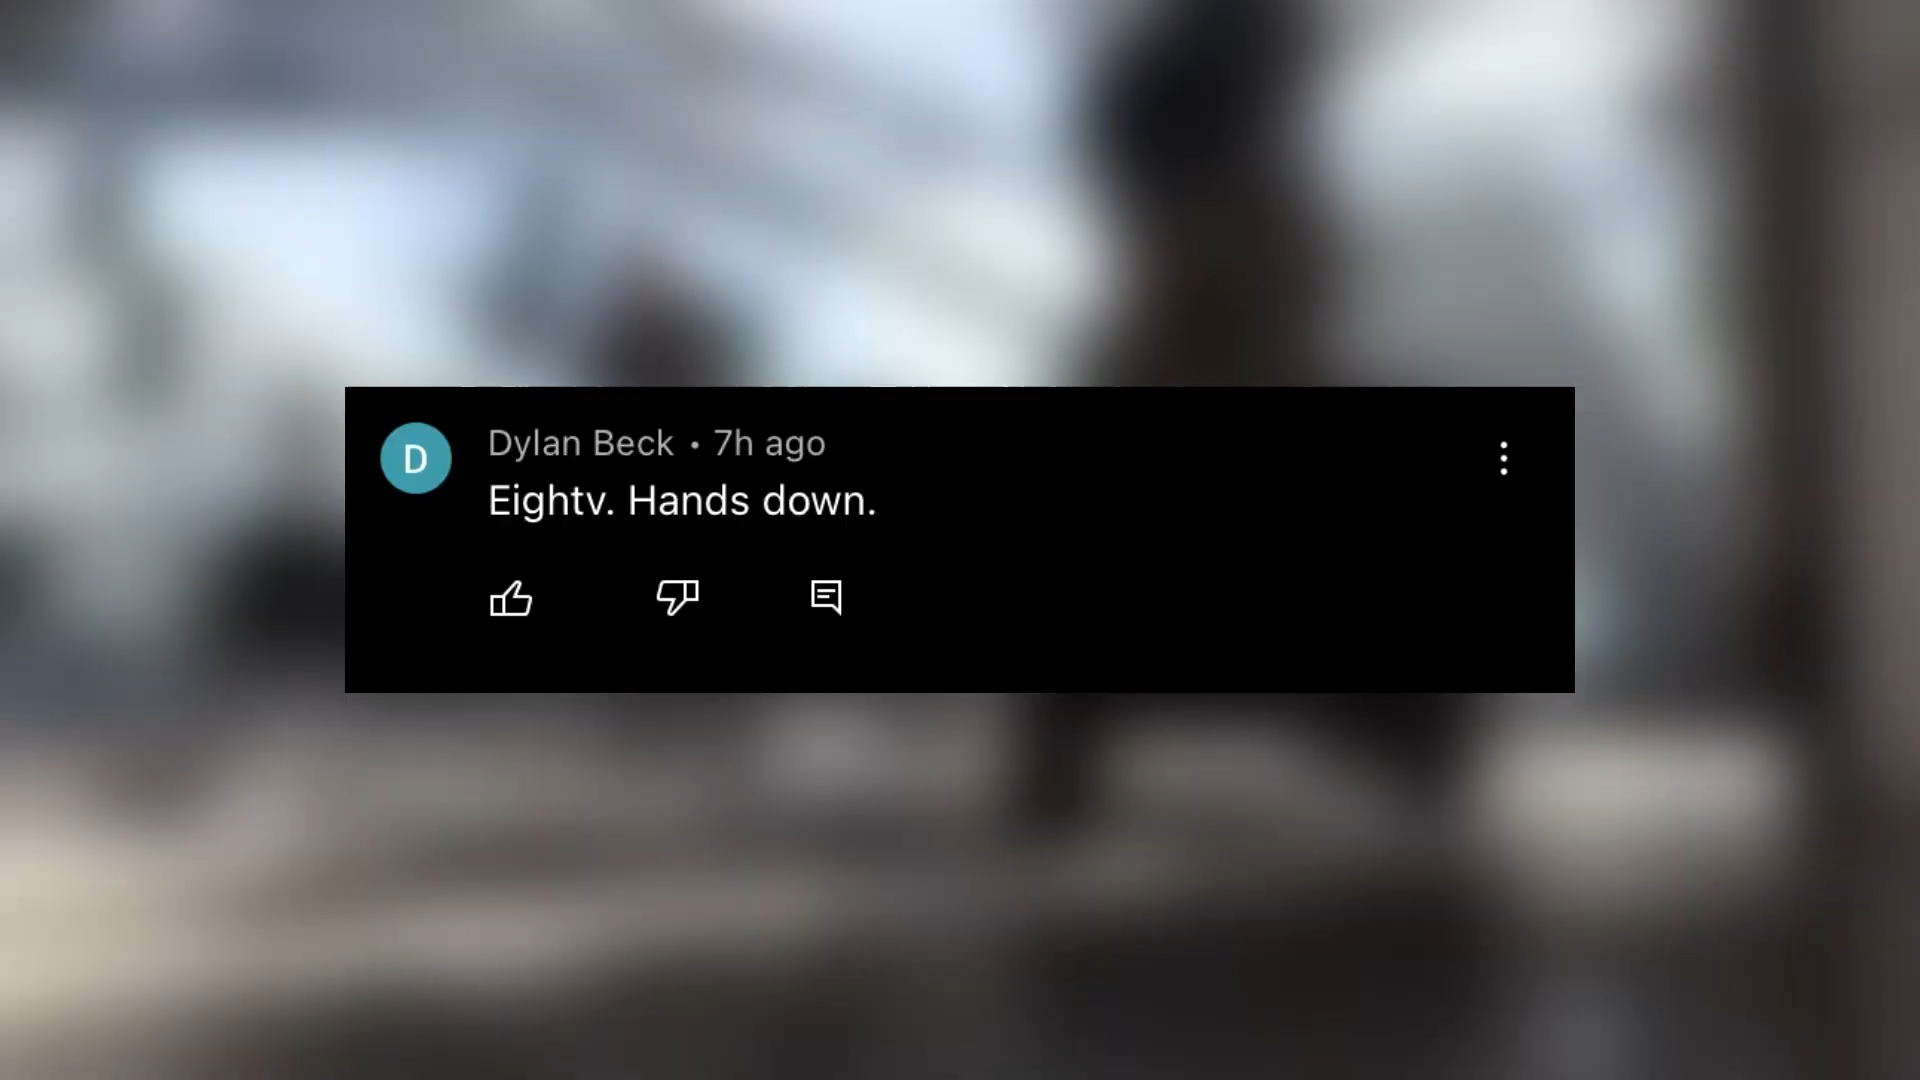 D
Dylan Beck • 7h ago
Eightv. Hands down.